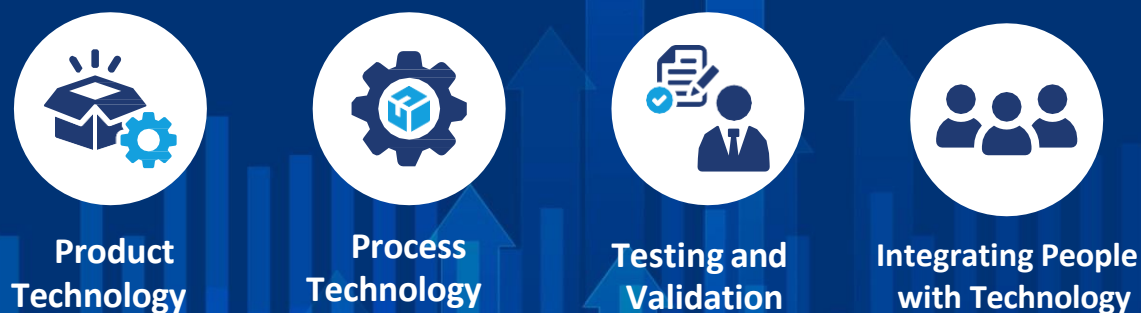 Product
Technology
Process
Technology
Testing and
Validation
Integrating People
with Technology